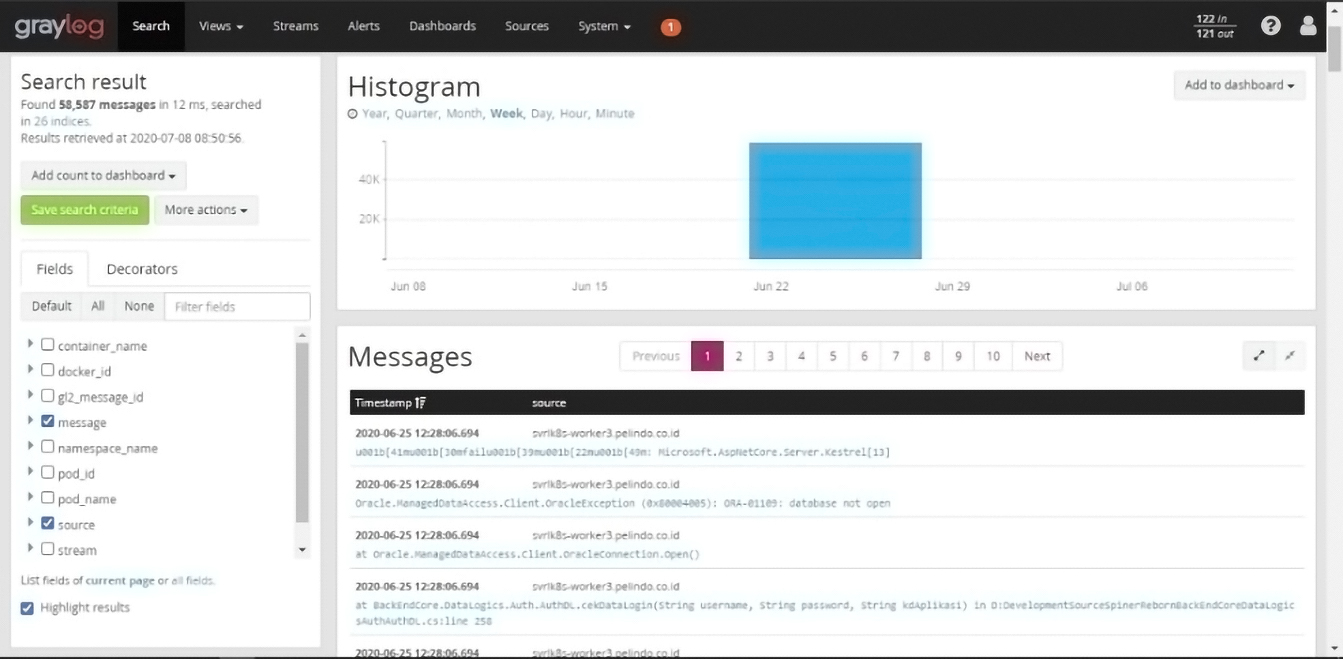 graylog Search Views Streams Alerts Dashboards Sources System 1 122 in
121 out
Search result
Found 58,587 messages in 12 ms, searched
in 26 indices.
Results retrieved at 2020-07-08 08:50:56.
Add count to dashboard
Save search criteria More actions
Fields Decorators
Default All None Filter fields
container_name
docker_id
gl2_message_id
message
namespace_name
pod_id
pod_name
source
stream
List fields of current page or all fields.
Highlight results
Histogram
Add to dashboard
Year, Quarter, Month, Week, Day, Hour, Minute
40K
20K
Jun 08 Jun 15 Jun 22 Jun 29 Jul 06
Messages
Previous 1 2 3 4 5 6 7 8 9 10 Next
Timestamp source
2020-06-25 12:28:06.694 svrlk8s-worker3.pelindo.co.id
u001b[41mu001b[30mfailu001b[39mu001b[22mu001b[49m: Microsoft.AspNetCore.Server.Kestrel[13]
2020-06-25 12:28:06.694 svrlk8s-worker3.pelindo.co.id
Oracle.ManagedDataAccess.Client.OracleException (0x80004005): ORA-01109: database not open
2020-06-25 12:28:06.694 svrlk8s-worker3.pelindo.co.id
at Oracle.ManagedDataAccess.Client.OracleConnection.Open()
2020-06-25 12:28:06.694 svrlk8s-worker3.pelindo.co.id
at BackEndCore.DataLogics.Auth.AuthDL.cekDataLogin(String username, String password, String kdAplikasi) in D:DevelopmentSourceSpinerRebornBackEndCoreDataLogic
sAuthAuthDL.cs:line 258
2020-06-25 12:28:06.694 svrlk8s-worker3.pelindo.co.id